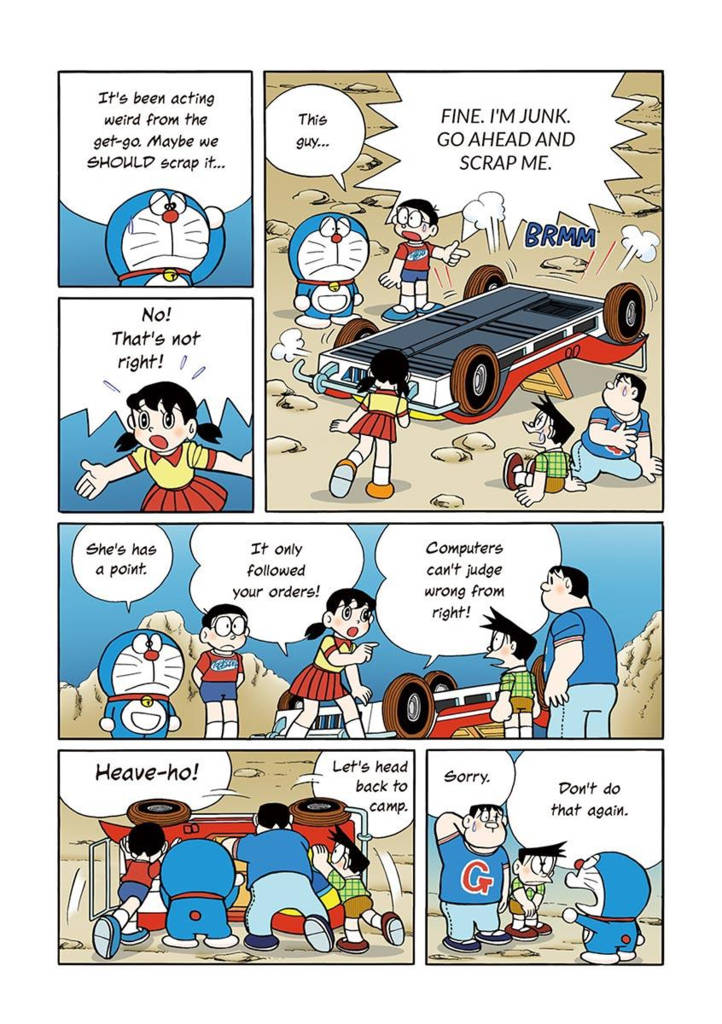 It's been acting
weird from the
get-go. Maybe we
SHOULD scrap it...
This
guy...
FINE. I'M JUNK.
GO AHEAD AND
SCRAP ME.
BRMM
No!
That's not
right!
She's has
a point.
It only
followed
your orders!
Computers
can't judge
wrong from
right!
Heave-ho!
Let's head
back to
camp.
Sorry.
G
Don't do
that again.